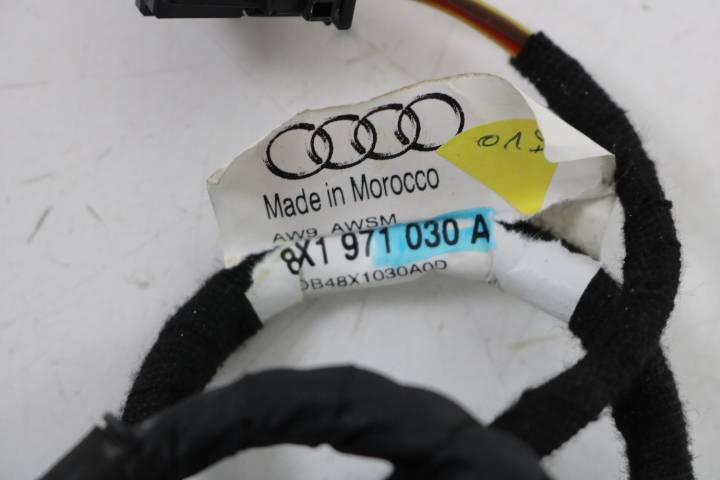 Made in Morocco
AW9 AWSM
8X1 971 030 A
DB48X1030A0D